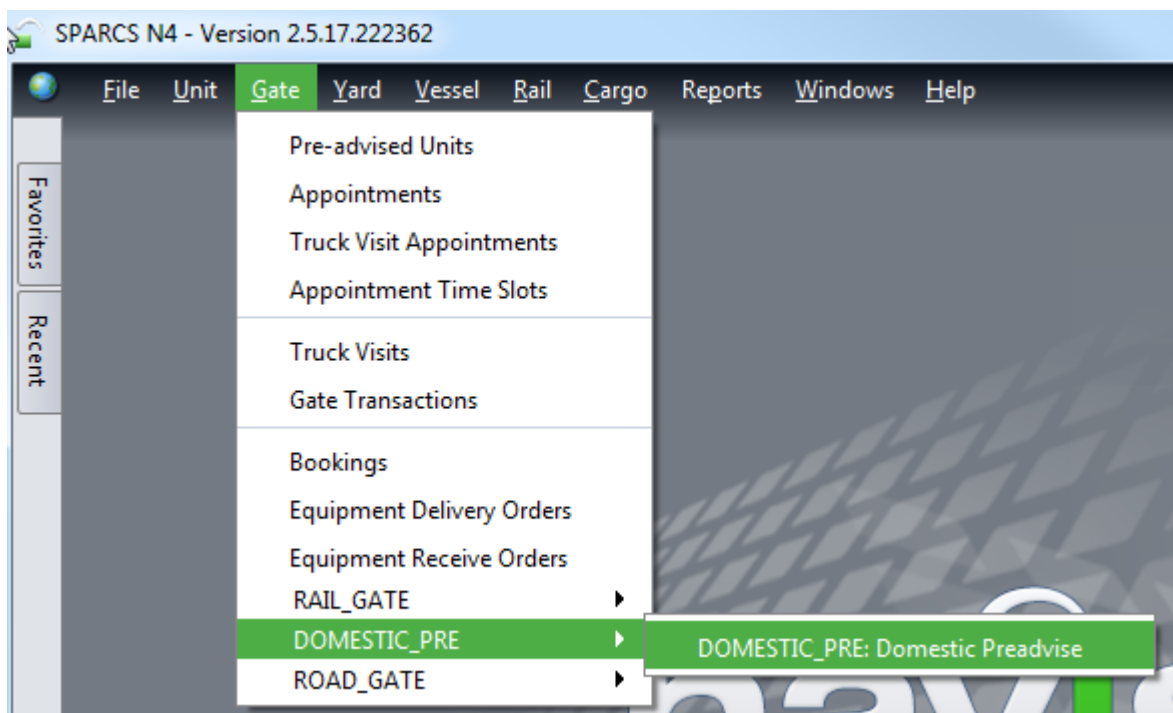 SPARCS N4 - Version 2.5.17.222362
File Unit Gate Yard Vessel Rail Cargo Reports Windows Help
Favorites
Recent
Pre-advised Units
Appointments
Truck Visit Appointments
Appointment Time Slots
Truck Visits
Gate Transactions
Bookings
Equipment Delivery Orders
Equipment Receive Orders
RAIL_GATE
DOMESTIC_PRE
DOMESTIC_PRE: Domestic Preadvise
ROAD_GATE